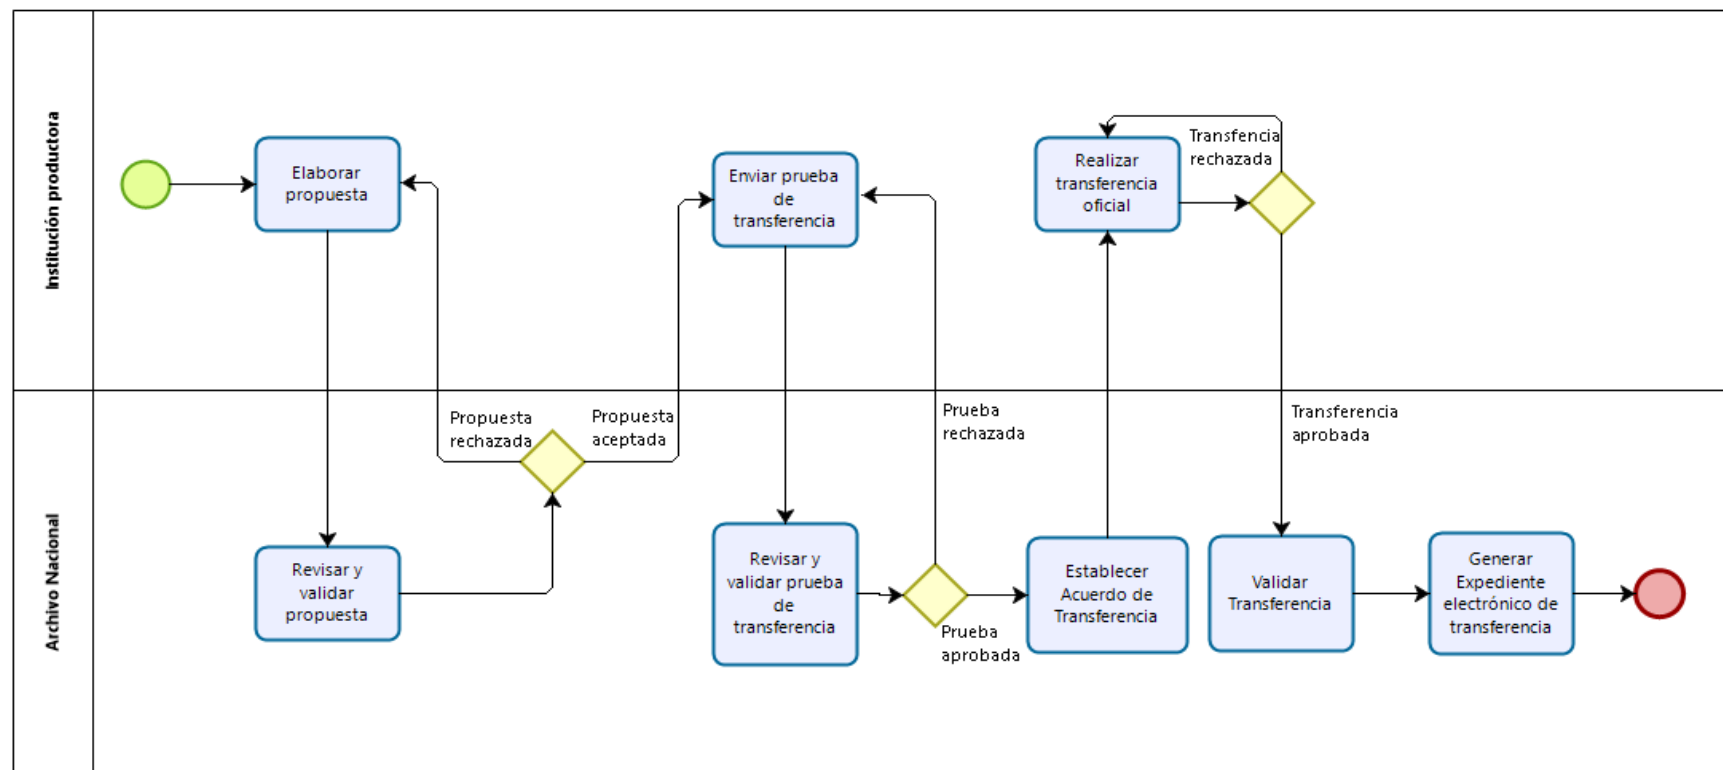 Institución productora
Elaborar
propuesta
Enviar prueba
de
transferencia
Realizar
transferencia
oficial
Transfencia
rechazada
Archivo Nacional
Propuesta
rechazada
Propuesta
aceptada
Prueba
rechazada
Transferencia
aprobada
Revisar y
validar
propuesta
Revisar y
validar prueba
de
transferencia
Prueba
aprobada
Establecer
Acuerdo de
Transferencia
Validar
Transferencia
Generar
Expediente
electrónico de
transferencia